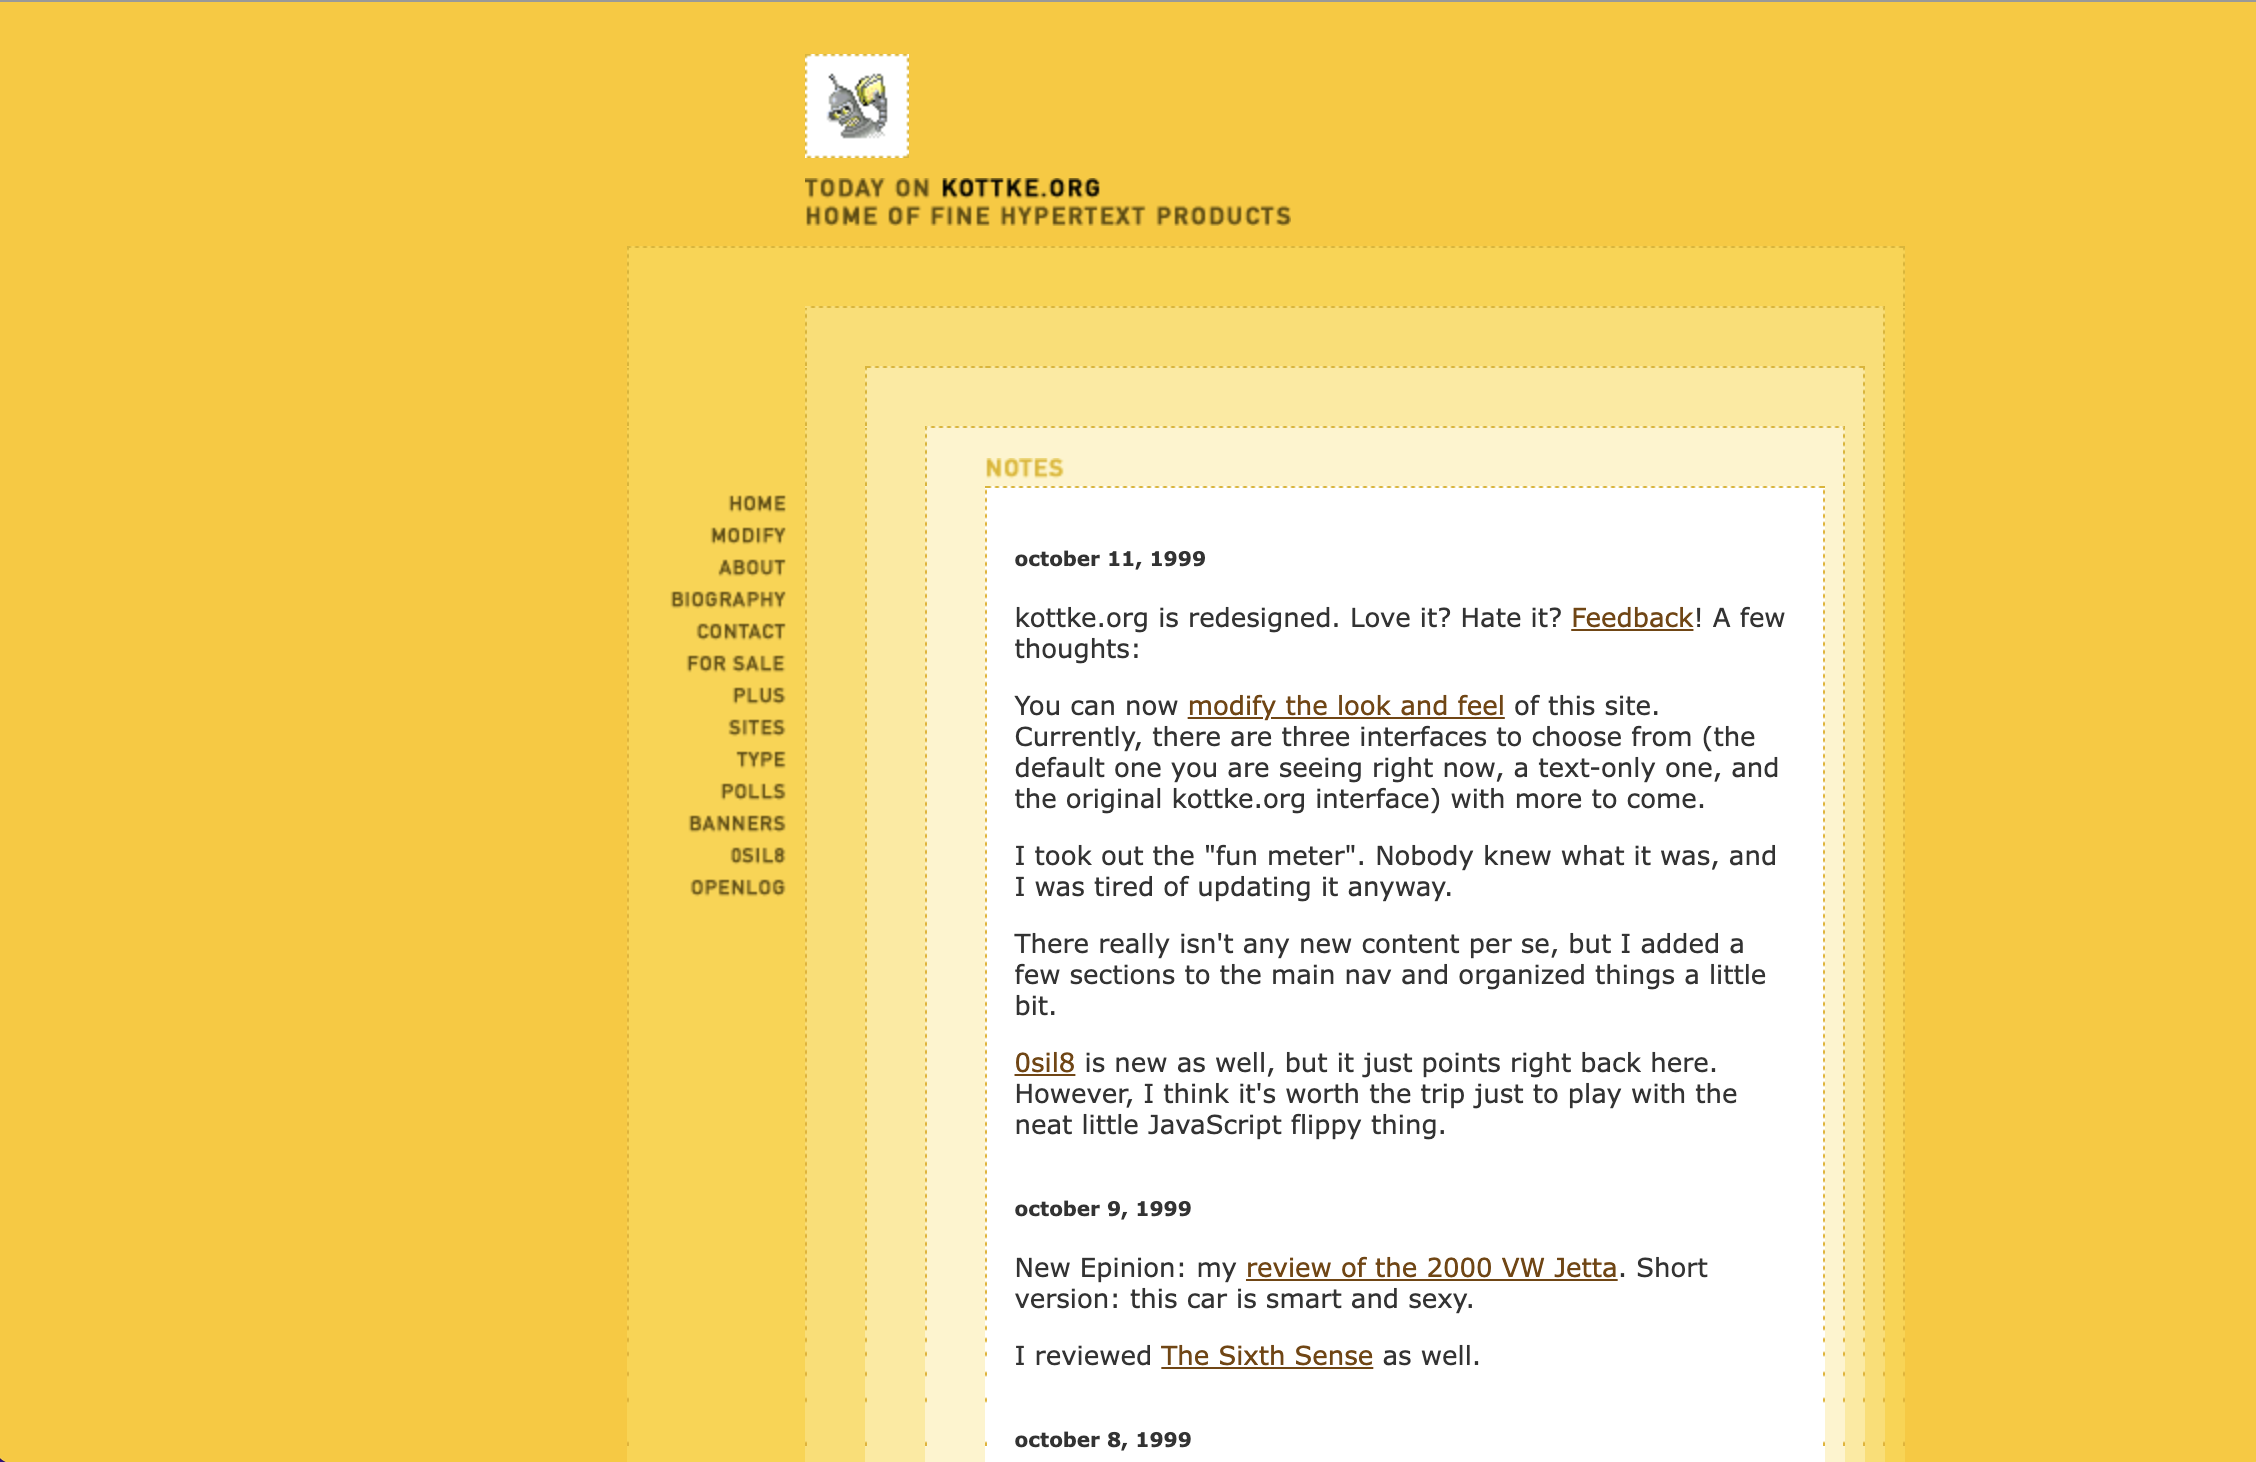 TODAY ON KOTTKE.ORG
HOME OF FINE HYPERTEXT PRODUCTS
HOME
MODIFY
ABOUT
BIOGRAPHY
CONTACT
FOR SALE
PLUS
SITES
TYPE
POLLS
BANNERS
0SIL8
OPENLOG
NOTES
october 11, 1999
kottke.org is redesigned. Love it? Hate it? Feedback! A few
thoughts:
You can now modify the look and feel of this site.
Currently, there are three interfaces to choose from (the
default one you are seeing right now, a text-only one, and
the original kottke.org interface) with more to come.
I took out the "fun meter". Nobody knew what it was, and
I was tired of updating it anyway.
There really isn't any new content per se, but I added a
few sections to the main nav and organized things a little
bit.
0sil8 is new as well, but it just points right back here.
However, I think it's worth the trip just to play with the
neat little JavaScript flippy thing.
october 9, 1999
New Epinion: my review of the 2000 VW Jetta. Short
version: this car is smart and sexy.
I reviewed The Sixth Sense as well.
october 8, 1999